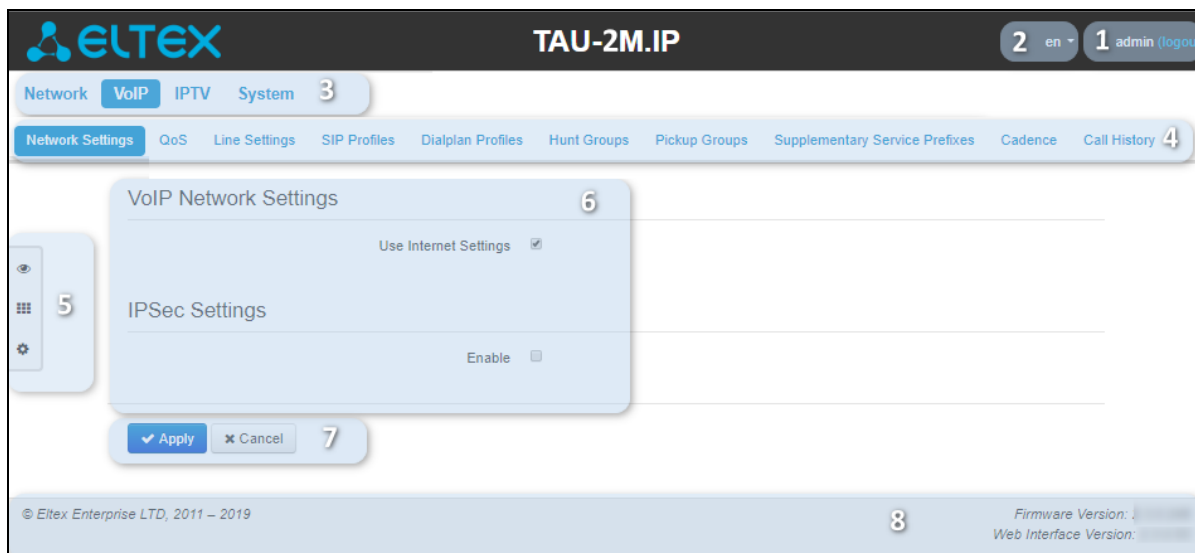 ELTEX
TAU-2M.IP
2 en
1 admin (logou
Network VoIP IPTV System 3
Network Settings QoS Line Settings SIP Profiles Dialplan Profiles Hunt Groups Pickup Groups Supplementary Service Prefixes Cadence Call History 4
VoIP Network Settings 6
Use Internet Settings
5
IPSec Settings
Enable
Apply Cancel 7
© Eltex Enterprise LTD, 2011 – 2019
8
Firmware Version:
Web Interface Version: